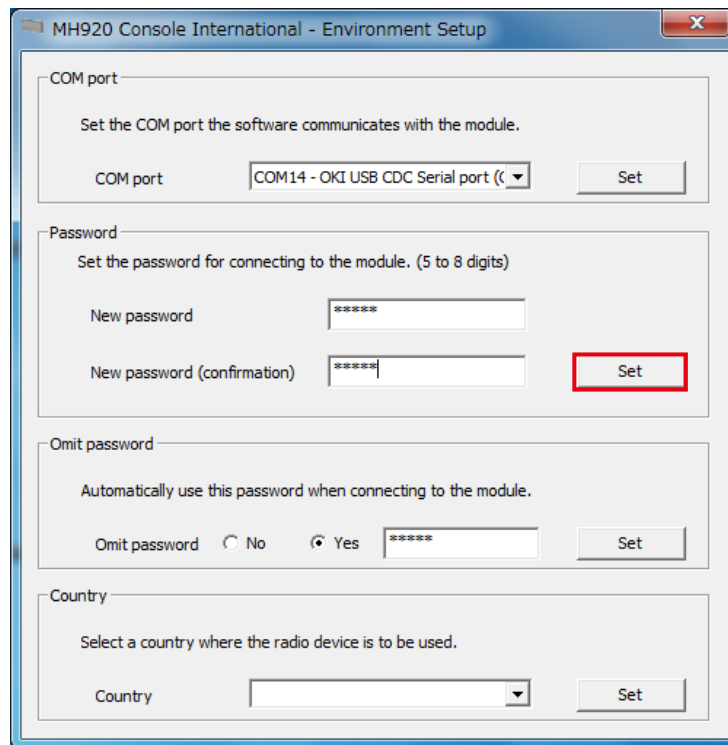 MH920 Console International - Environment Setup
COM port
Set the COM port the software communicates with the module.
COM port COM14 - OKI USB CDC Serial port (C Set
Password
Set the password for connecting to the module. (5 to 8 digits)
New password *****
New password (confirmation) ***** Set
Omit password
Automatically use this password when connecting to the module.
Omit password No Yes ***** Set
Country
Select a country where the radio device is to be used.
Country Set